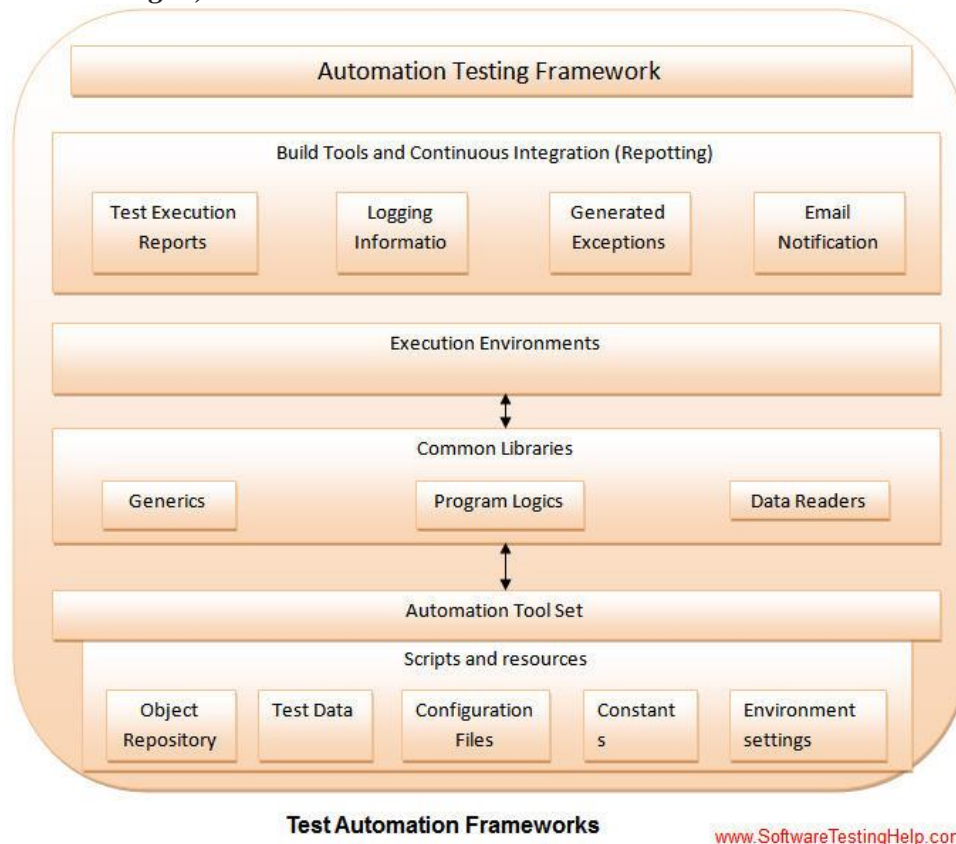 Automation Testing Framework
Build Tools and Continuous Integration (Repotting)
Test Execution
Reports
Logging
Informatio
Generated
Exceptions
Email
Notification
Execution Environments
Common Libraries
Generics
Program Logics
Data Readers
Automation Tool Set
Scripts and resources
Object
Repository
Test Data
Configuration
Files
Constant
s
Environment
settings
Test Automation Frameworks
www.SoftwareTestingHelp.com